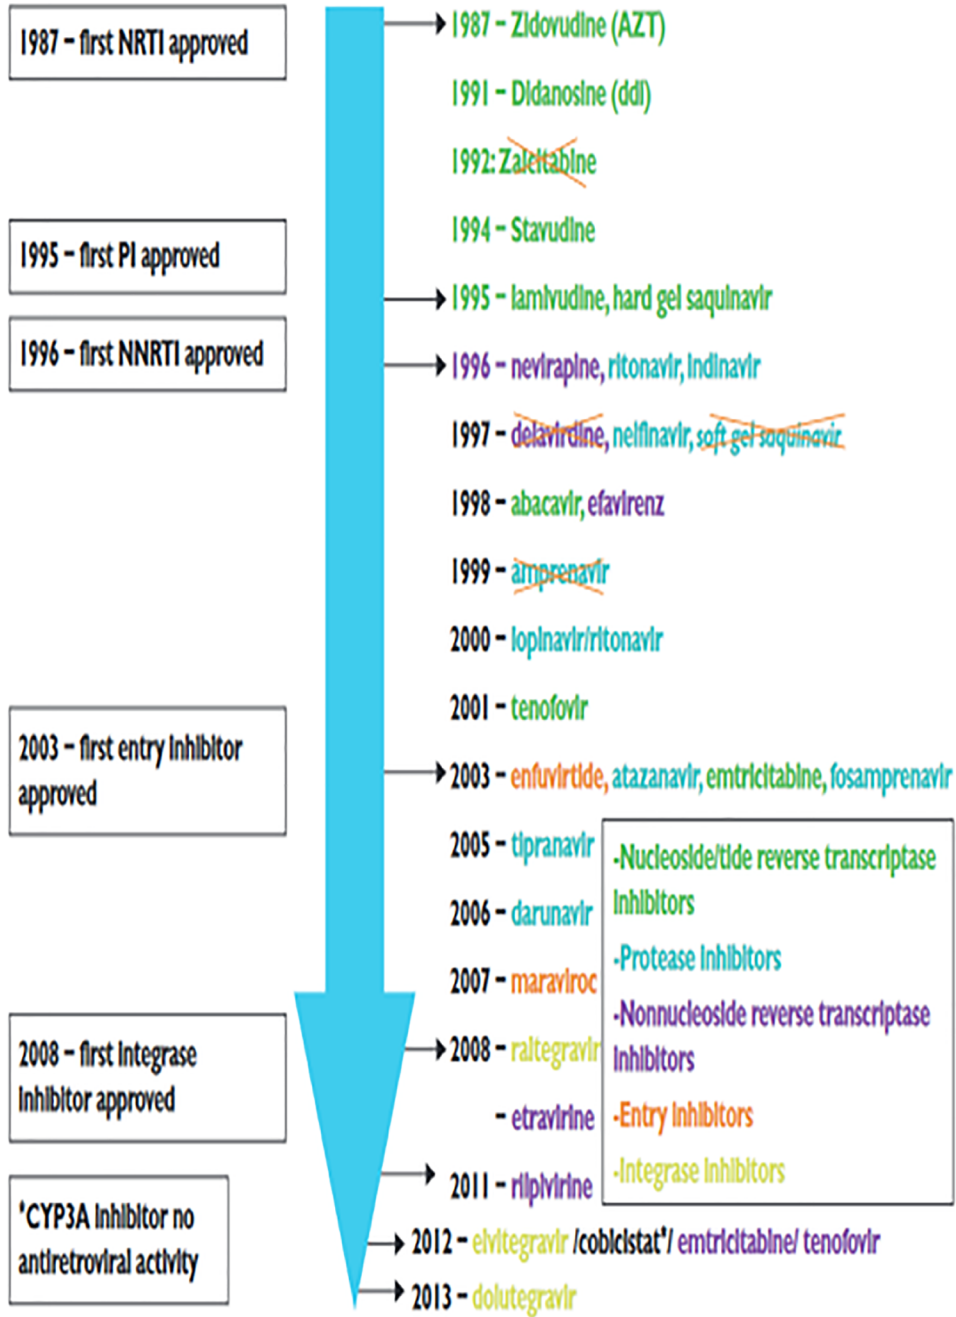 1987 – first NRTI approved
1995 – first PI approved
1996 – first NNRTI approved
2003 – first entry inhibitor
approved
2008 – first integrase
inhibitor approved
*CYP3A inhibitor no
antiretroviral activity
1987 – Zidovudine (AZT)
1991 – Didanosine (ddI)
1992: Zalcitabine
1994 – Stavudine
1995 – lamivudine, hard gel saquinavir
1996 – nevirapine, ritonavir, indinavir
1997 – delavirdine, nelfinavir, soft gel saquinavir
1998 – abacavir, efavirenz
1999 – amprenavir
2000 – lopinavir/ritonavir
2001 – tenofovir
2003 – enfuvirtide, atazanavir, emtricitabine, fosamprenavir
2005 – tipranavir
2006 – darunavir
2007 – maraviroc
2008 – raltegravir
– etravirine
2011 – rilpivirine
2012 – elvitegravir /cobicistat*/ emtricitabine/ tenofovir
2013 – dolutegravir
-Nucleoside/tide reverse transcriptase
inhibitors
-Protease inhibitors
-Nonnucleoside reverse transcriptase
inhibitors
-Entry inhibitors
-Integrase inhibitors